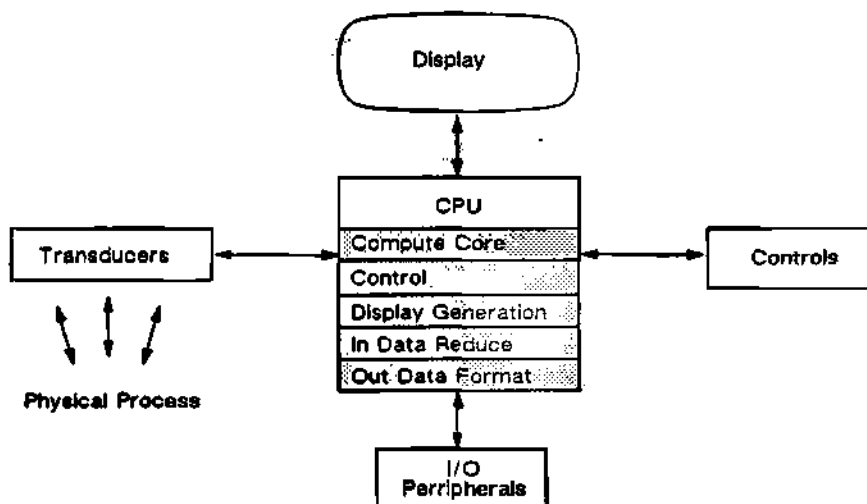 Display
CPU
Compute Core
Control
Display Generation
In Data Reduce
Out Data Format
Transducers
Controls
Physical Process
I/O
Perripherals